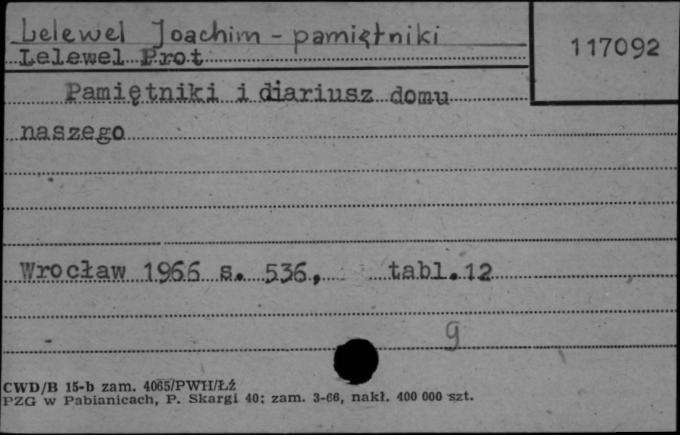 Lelewel Joachim - pamiętniki
117092
Lelewel Prot
Pamiętniki i diariusz domu
naszego
Wrocław 1966 s. 536, tabl. 12
g
CWD/B 15-b zam. 4065/PWH/Łź
PZG w Pabianicach, P. Skargi 40; zam. 3-66, nakł. 400 000 szt.